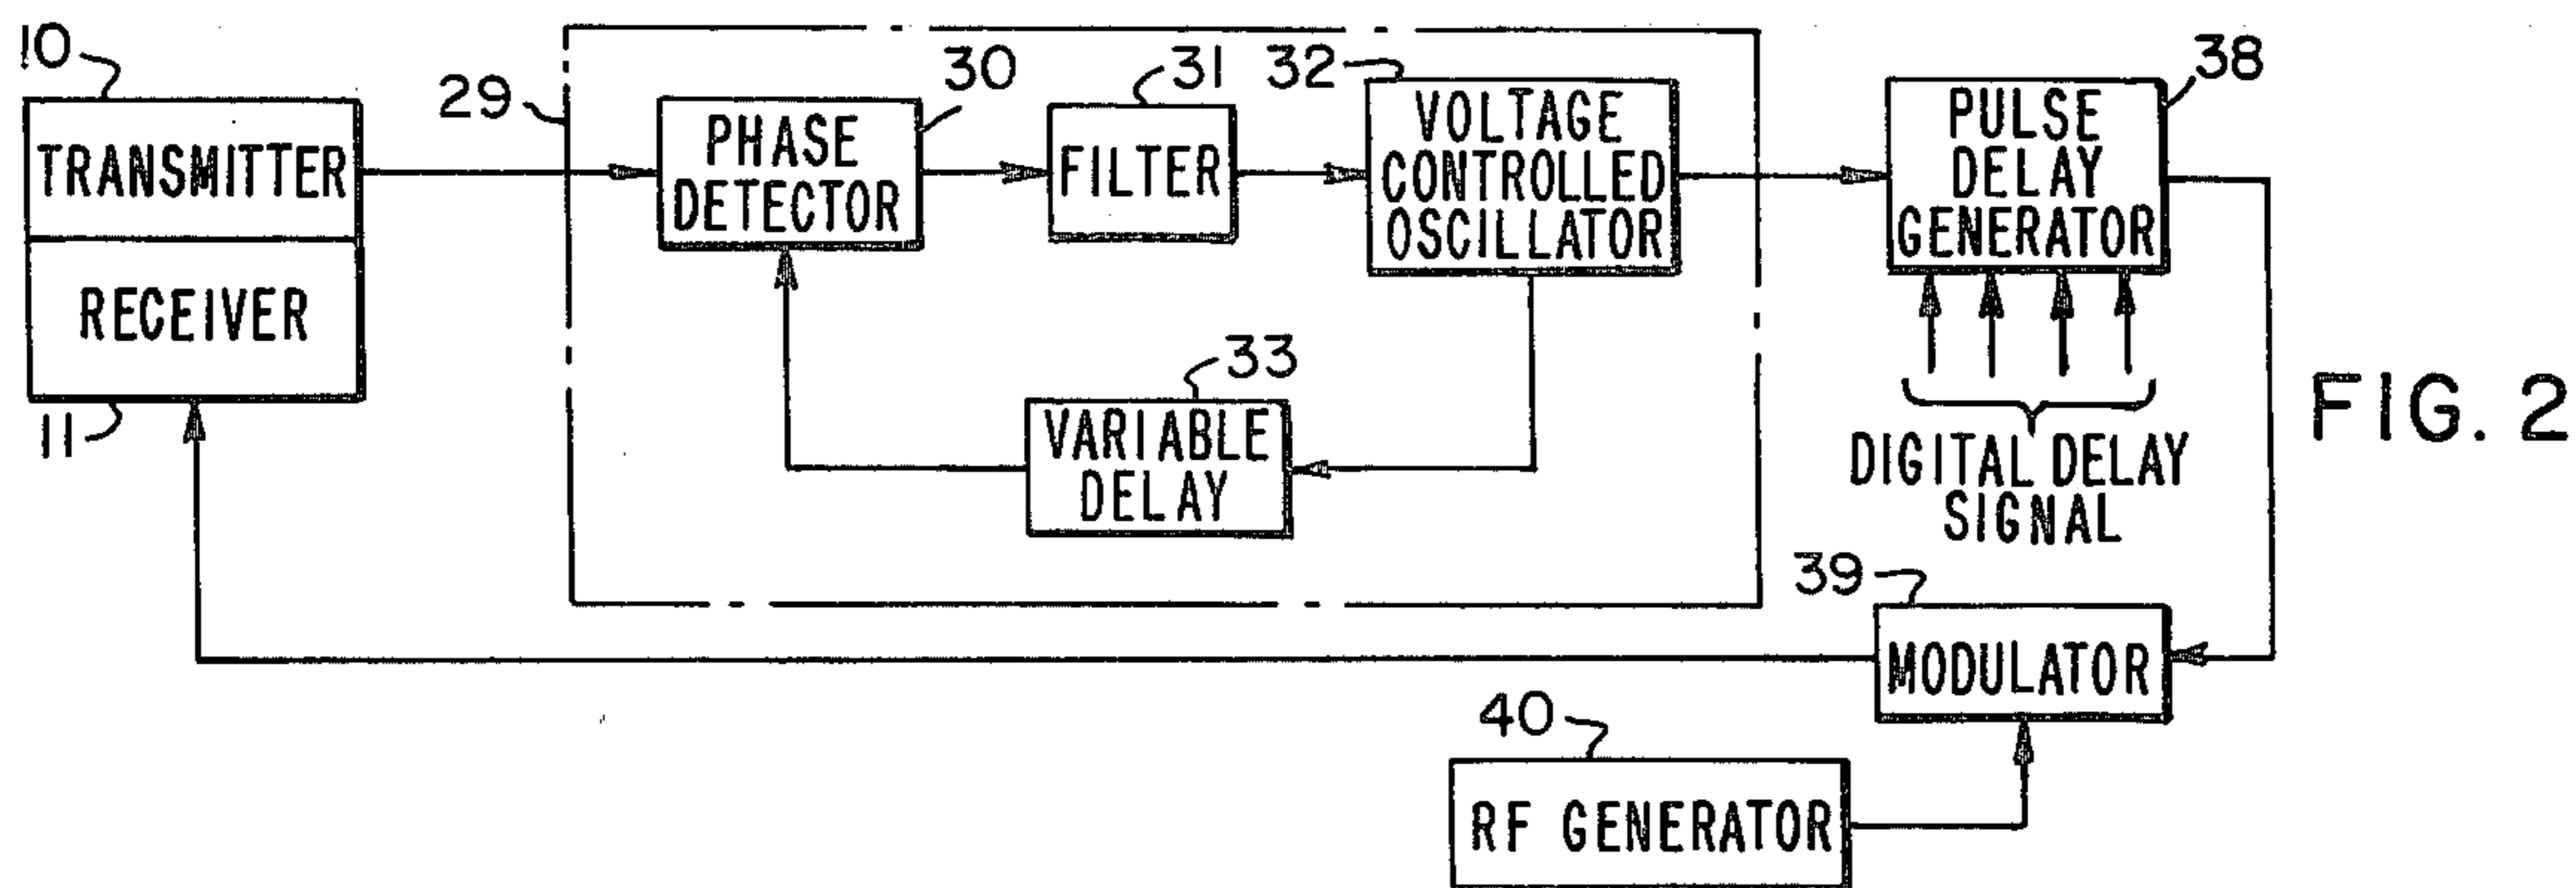 10
TRANSMITTER
RECEIVER
11
29
PHASE
DETECTOR
30
FILTER
31
32
VOLTAGE
CONTROLLED
OSCILLATOR
VARIABLE
DELAY
33
PULSE
DELAY
GENERATOR
38
DIGITAL DELAY
SIGNAL
39
MODULATOR
40
RF GENERATOR
FIG. 2